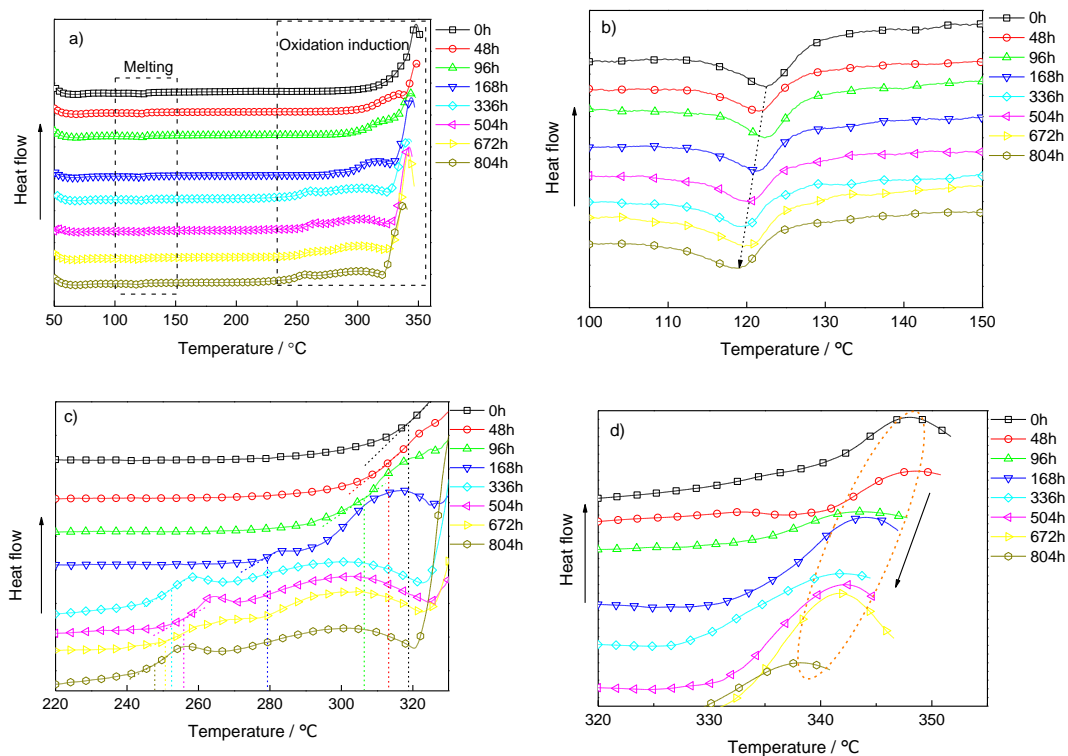 a)
Oxidation induction
Melting
Heat flow
50 100 150 200 250 300 350
Temperature / °C
0h
48h
96h
168h
336h
504h
672h
804h
b)
Heat flow
100 110 120 130 140 150
Temperature / ℃
0h
48h
96h
168h
336h
504h
672h
804h
c)
Heat flow
220 240 260 280 300 320
Temperature / ℃
0h
48h
96h
168h
336h
504h
672h
804h
d)
Heat flow
320 330 340 350
Temperature / ℃
0h
48h
96h
168h
336h
504h
672h
804h